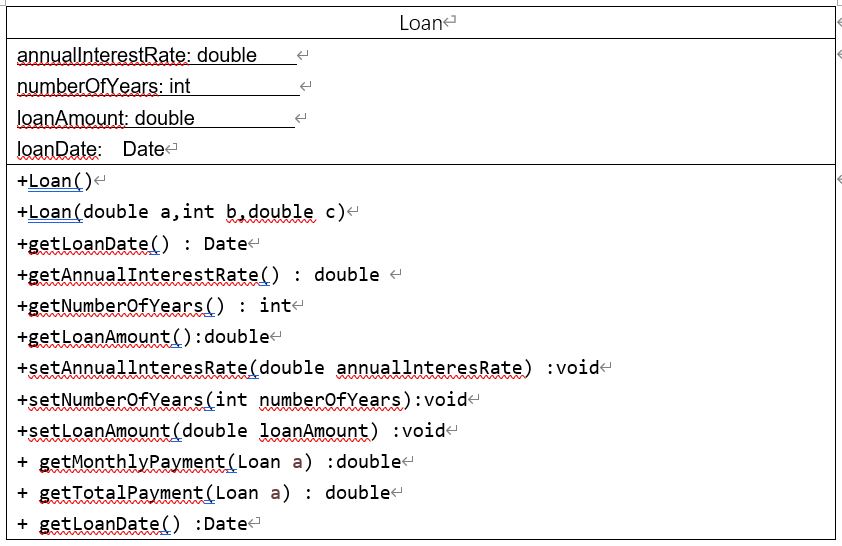 Loan
annualInterestRate: double
numberOfYears: int
loanAmount: double
loanDate: Date
+Loan()
+Loan(double a,int b,double c)
+getLoanDate() : Date
+getAnnualInterestRate() : double
+getNumberOfYears() : int
+getLoanAmount():double
+setAnnuallnteresRate(double annuallnteresRate) :void
+setNumberOfYears(int numberOfYears):void
+setLoanAmount(double loanAmount) :void
+ getMonthlyPayment(Loan a) :double
+ getTotalPayment(Loan a) : double
+ getLoanDate() :Date